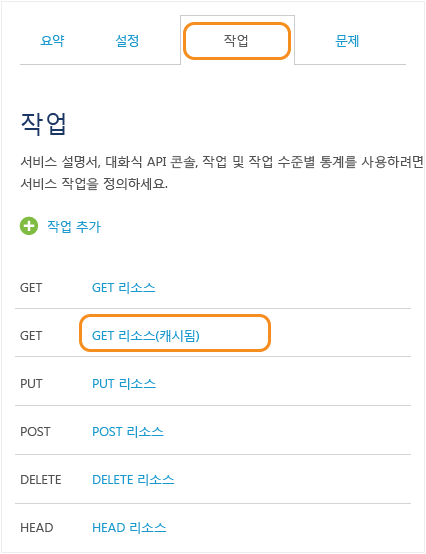 요약 설정 작업 문제
작업
서비스 설명서, 대화식 API 콘솔, 작업 및 작업 수준별 통계를 사용하려면
서비스 작업을 정의하세요.
작업 추가
GET GET 리소스
GET GET 리소스(캐시됨)
PUT PUT 리소스
POST POST 리소스
DELETE DELETE 리소스
HEAD HEAD 리소스